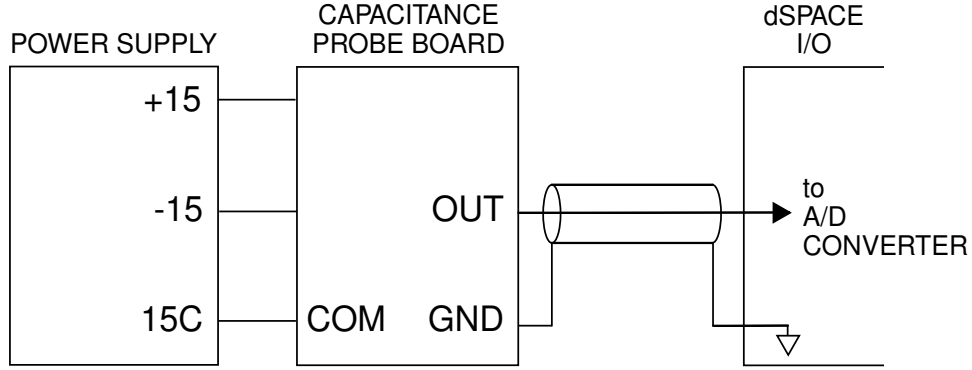 POWER SUPPLY
CAPACITANCE
PROBE BOARD
dSPACE
I/O
+15
-15
15C
COM
OUT
GND
to
A/D
CONVERTER